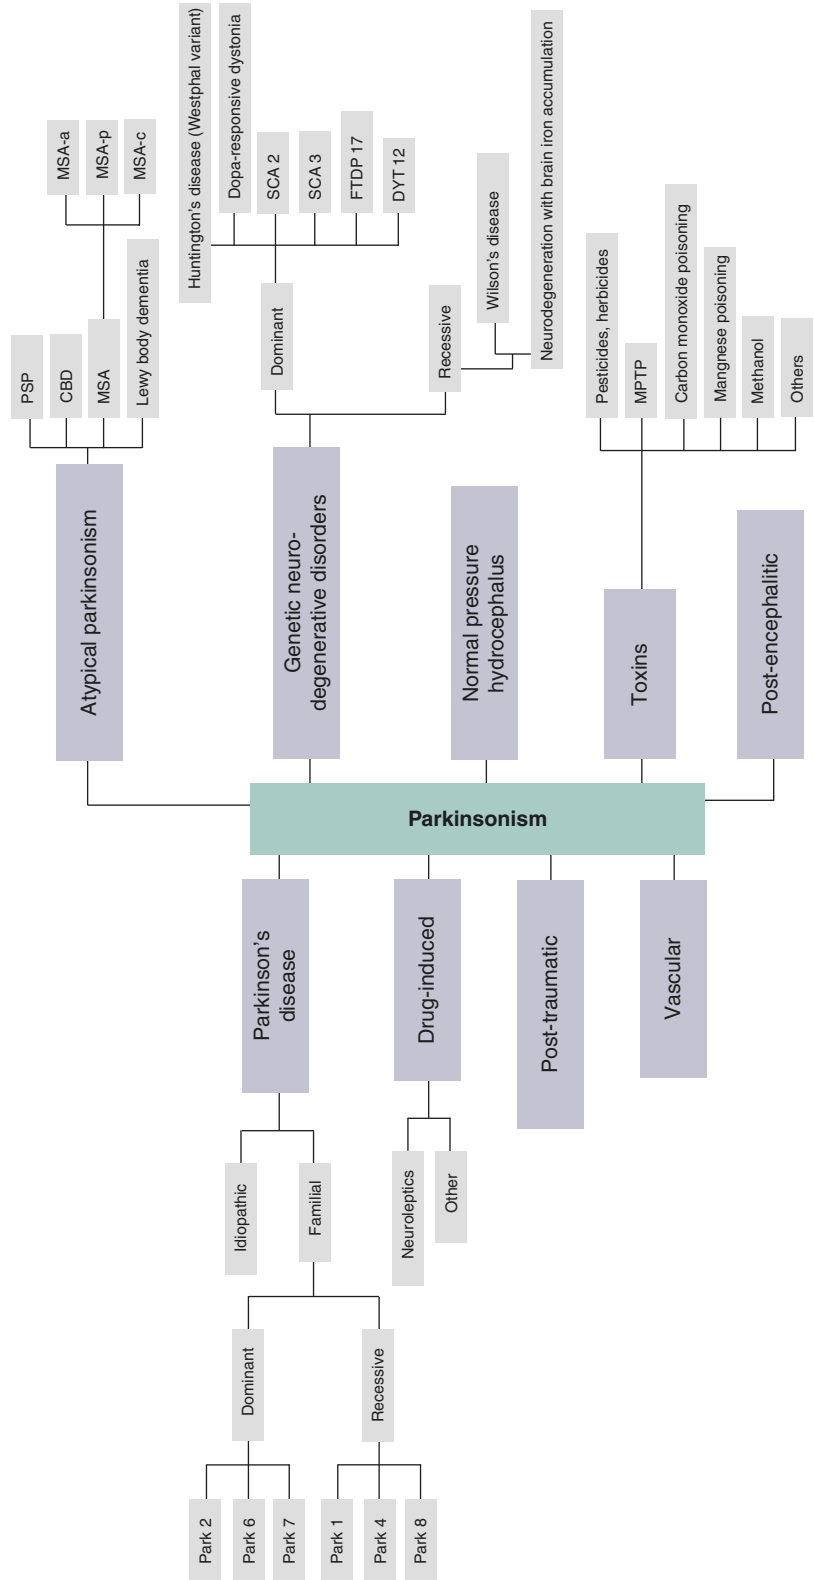 Parkinsonism
Parkinson's
disease
Idiopathic
Familial
Dominant
Park 2
Park 6
Park 7
Recessive
Park 1
Park 4
Park 8
Drug-induced
Neuroleptics
Other
Post-traumatic
Vascular
Atypical parkinsonism
PSP
CBD
MSA
MSA-a
MSA-p
MSA-c
Lewy body dementia
Genetic neuro-
degenerative disorders
Dominant
Huntington's disease (Westphal variant)
Dopa-responsive dystonia
SCA 2
SCA 3
FTDP 17
DYT 12
Recessive
Wilson's disease
Neurodegeneration with brain iron accumulation
Normal pressure
hydrocephalus
Toxins
Pesticides, herbicides
MPTP
Carbon monoxide poisoning
Mangnese poisoning
Methanol
Others
Post-encephalitic